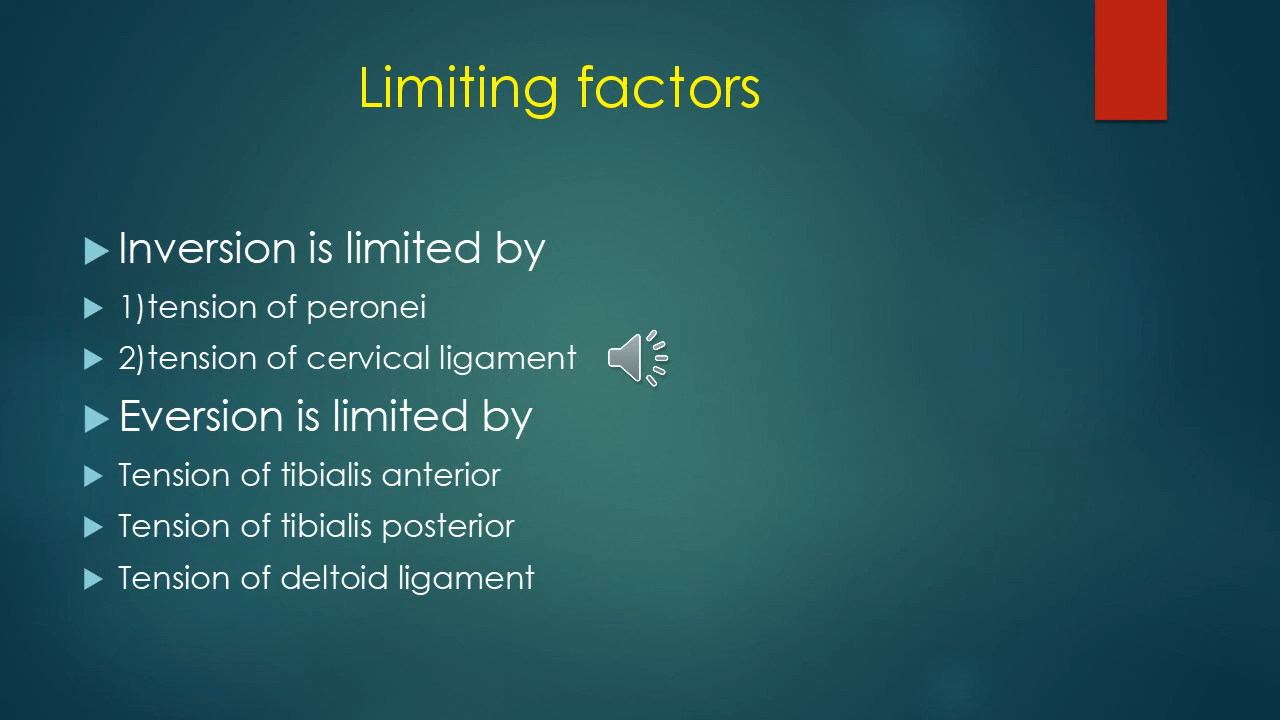 Limiting factors
Inversion is limited by
1)tension of peronei
2)tension of cervical ligament
Eversion is limited by
Tension of tibialis anterior
Tension of tibialis posterior
Tension of deltoid ligament